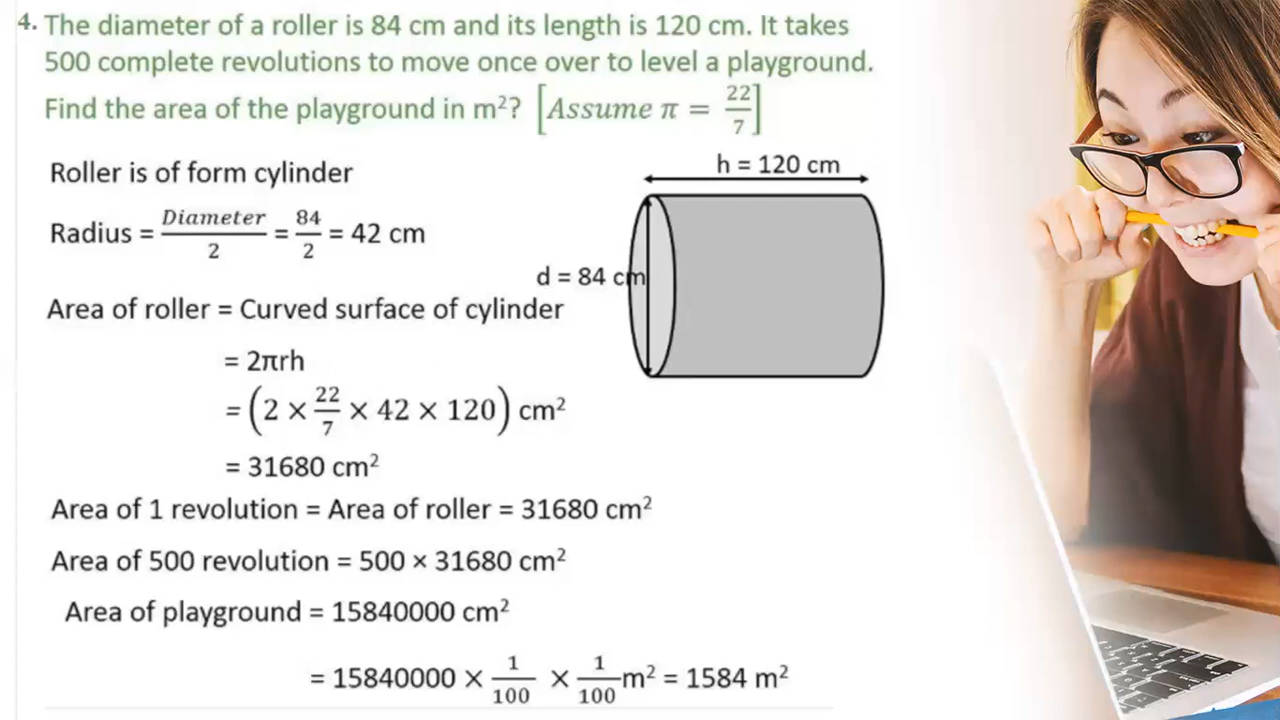 4. The diameter of a roller is 84 cm and its length is 120 cm. It takes
500 complete revolutions to move once over to level a playground.
Find the area of the playground in m²? [Assume π = 22/7]
Roller is of form cylinder
Radius = Diameter/2 = 84/2 = 42 cm
h = 120 cm
d = 84 cm
Area of roller = Curved surface of cylinder
= 2πrh
= (2 × 22/7 × 42 × 120) cm²
= 31680 cm²
Area of 1 revolution = Area of roller = 31680 cm²
Area of 500 revolution = 500 × 31680 cm²
Area of playground = 15840000 cm²
= 15840000 × 1/100 × 1/100 m² = 1584 m²